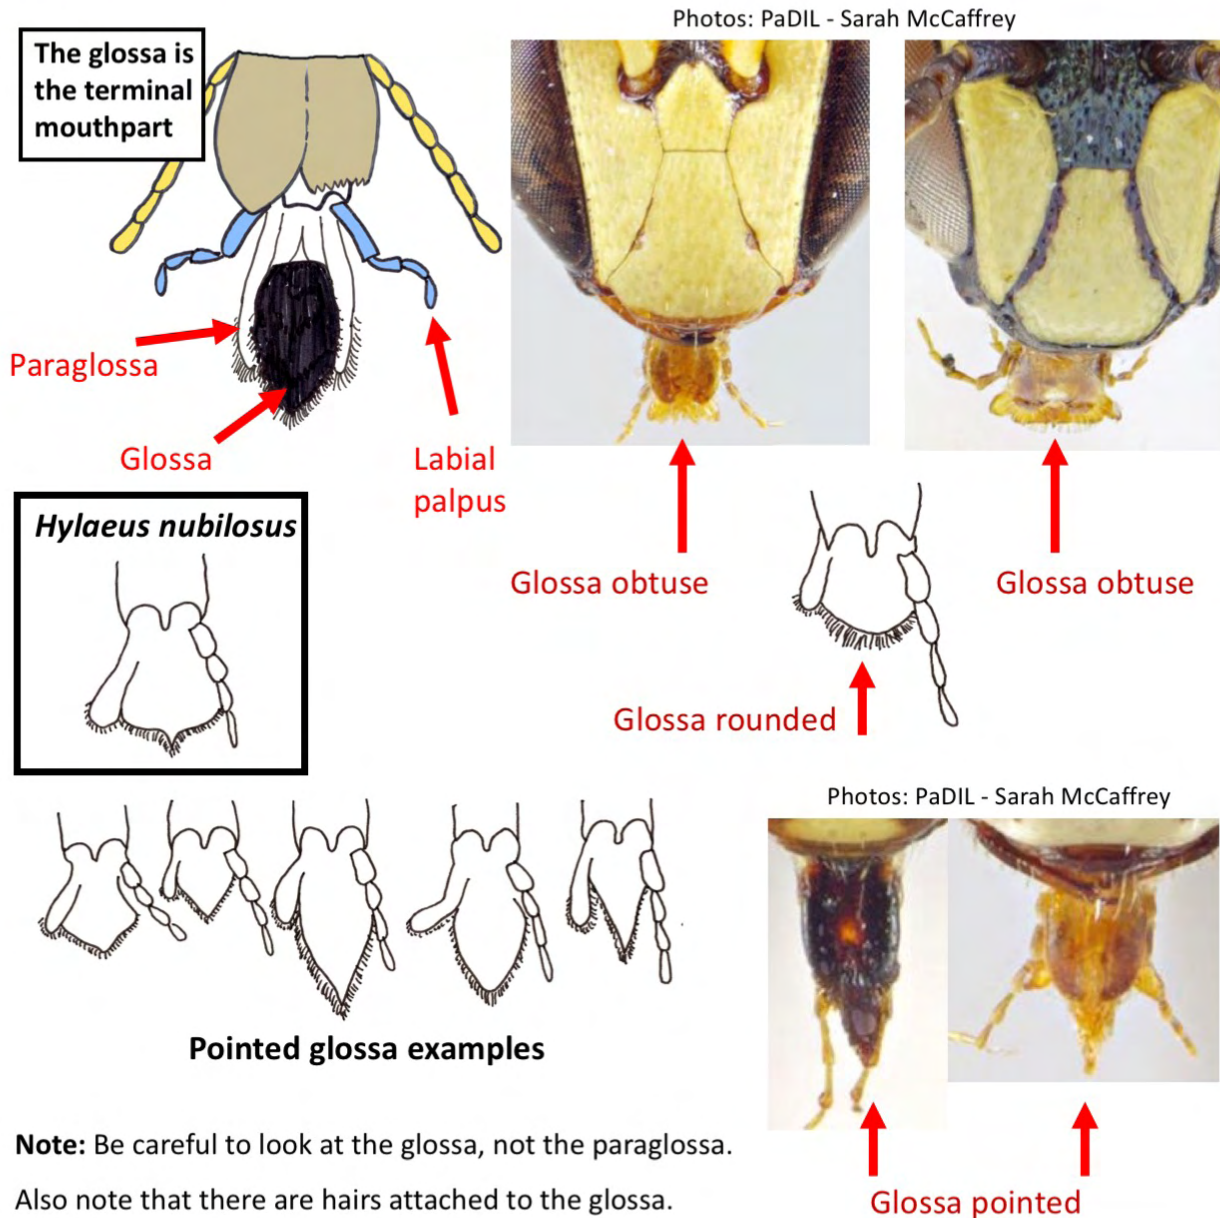 Photos: PaDIL - Sarah McCaffrey
The glossa is
the terminal
mouthpart
Paraglossa
Glossa
Labial
palpus
Glossa obtuse
Glossa obtuse
Hylaeus nubilosus
Glossa rounded
Photos: PaDIL - Sarah McCaffrey
Pointed glossa examples
Note: Be careful to look at the glossa, not the paraglossa.
Also note that there are hairs attached to the glossa.
Glossa pointed